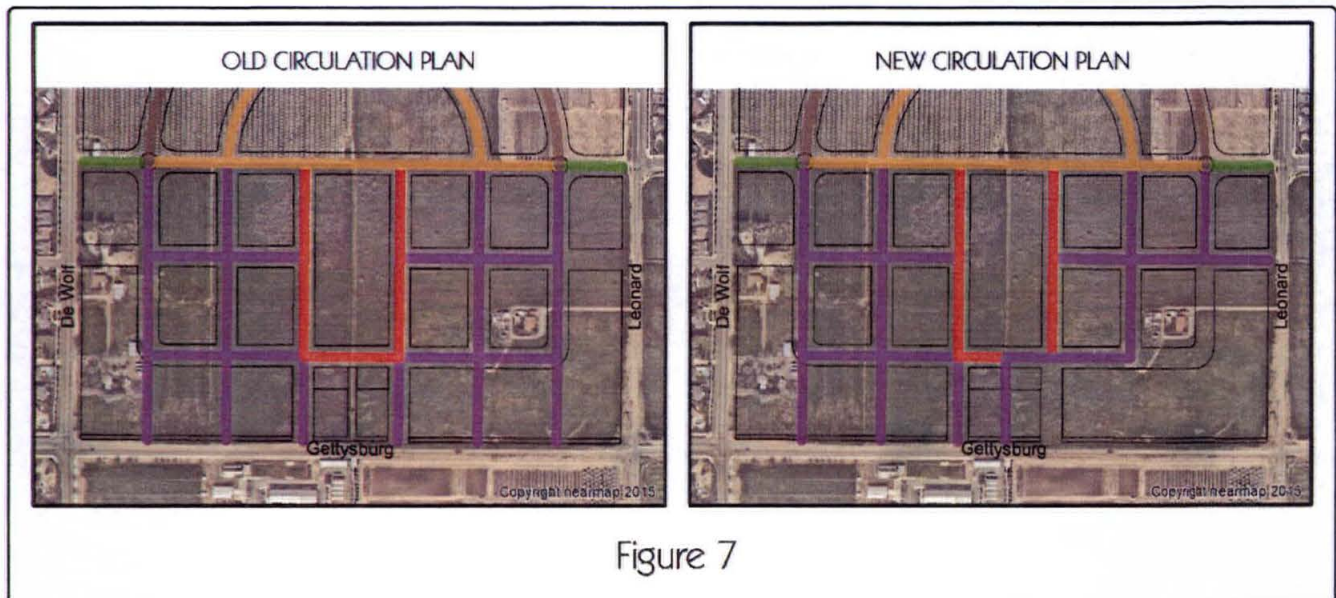 OLD CIRCULATION PLAN
De Wolf
Leonard
Gettysburg
Copyright nearmap 2015
NEW CIRCULATION PLAN
De Wolf
Leonard
Gettysburg
Copyright nearmap 2015
Figure 7